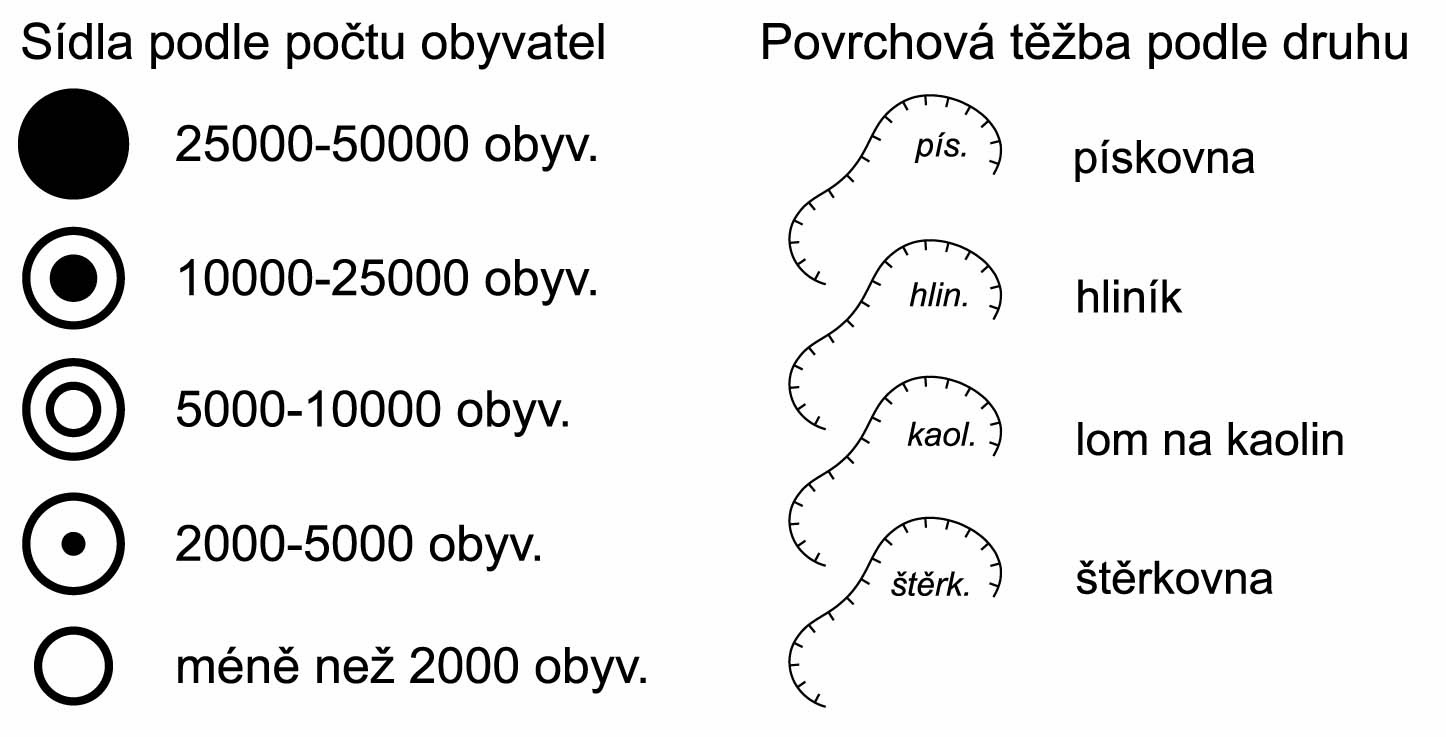 Sídla podle počtu obyvatel
25000-50000 obyv.
10000-25000 obyv.
5000-10000 obyv.
2000-5000 obyv.
méně než 2000 obyv.
Povrchová těžba podle druhu
pís. pískovna
hlin. hliník
kaol. lom na kaolin
štěrk. štěrkovna